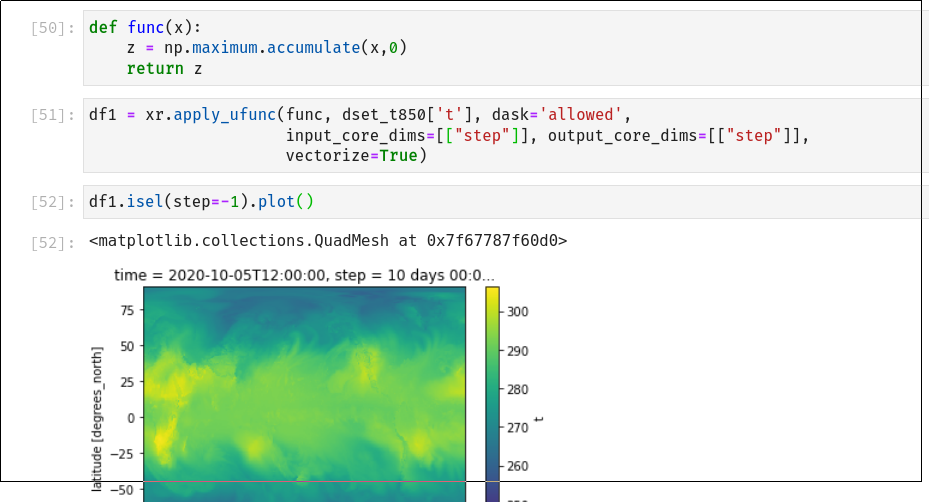 [50]: def func(x):
z = np.maximum.accumulate(x,0)
return z
[51]: df1 = xr.apply_ufunc(func, dset_t850['t'], dask='allowed',
input_core_dims=[["step"]], output_core_dims=[["step"]],
vectorize=True)
[52]: df1.isel(step=-1).plot()
[52]: <matplotlib.collections.QuadMesh at 0x7f67787f60d0>
time = 2020-10-05T12:00:00, step = 10 days 00:0...
75
50
25
0
−25
−50
latitude [degrees_north]
300
290
280
270
260
t